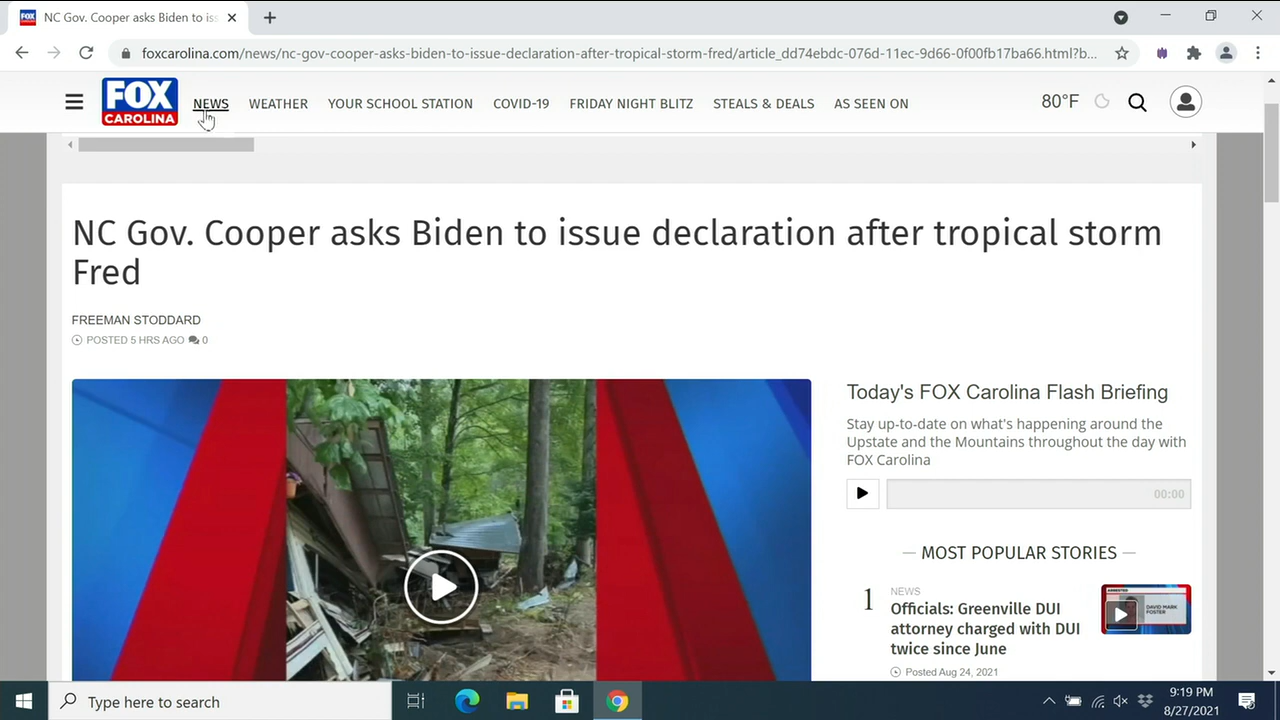 NC Gov. Cooper asks Biden to iss
foxcarolina.com/news/nc-gov-cooper-asks-biden-to-issue-declaration-after-tropical-storm-fred/article_dd74ebdc-076d-11ec-9d66-0f00fb17ba66.html?b...
FOX
CAROLINA
NEWS WEATHER YOUR SCHOOL STATION COVID-19 FRIDAY NIGHT BLITZ STEALS & DEALS AS SEEN ON 80°F
NC Gov. Cooper asks Biden to issue declaration after tropical storm
Fred
FREEMAN STODDARD
POSTED 5 HRS AGO 0
Today's FOX Carolina Flash Briefing
Stay up-to-date on what's happening around the
Upstate and the Mountains throughout the day with
FOX Carolina
00:00
MOST POPULAR STORIES
1
NEWS
Officials: Greenville DUI
attorney charged with DUI
twice since June
Posted Aug 24, 2021
ARRESTED
DAVID MARK
FOSTER
Type here to search
9:19 PM
8/27/2021